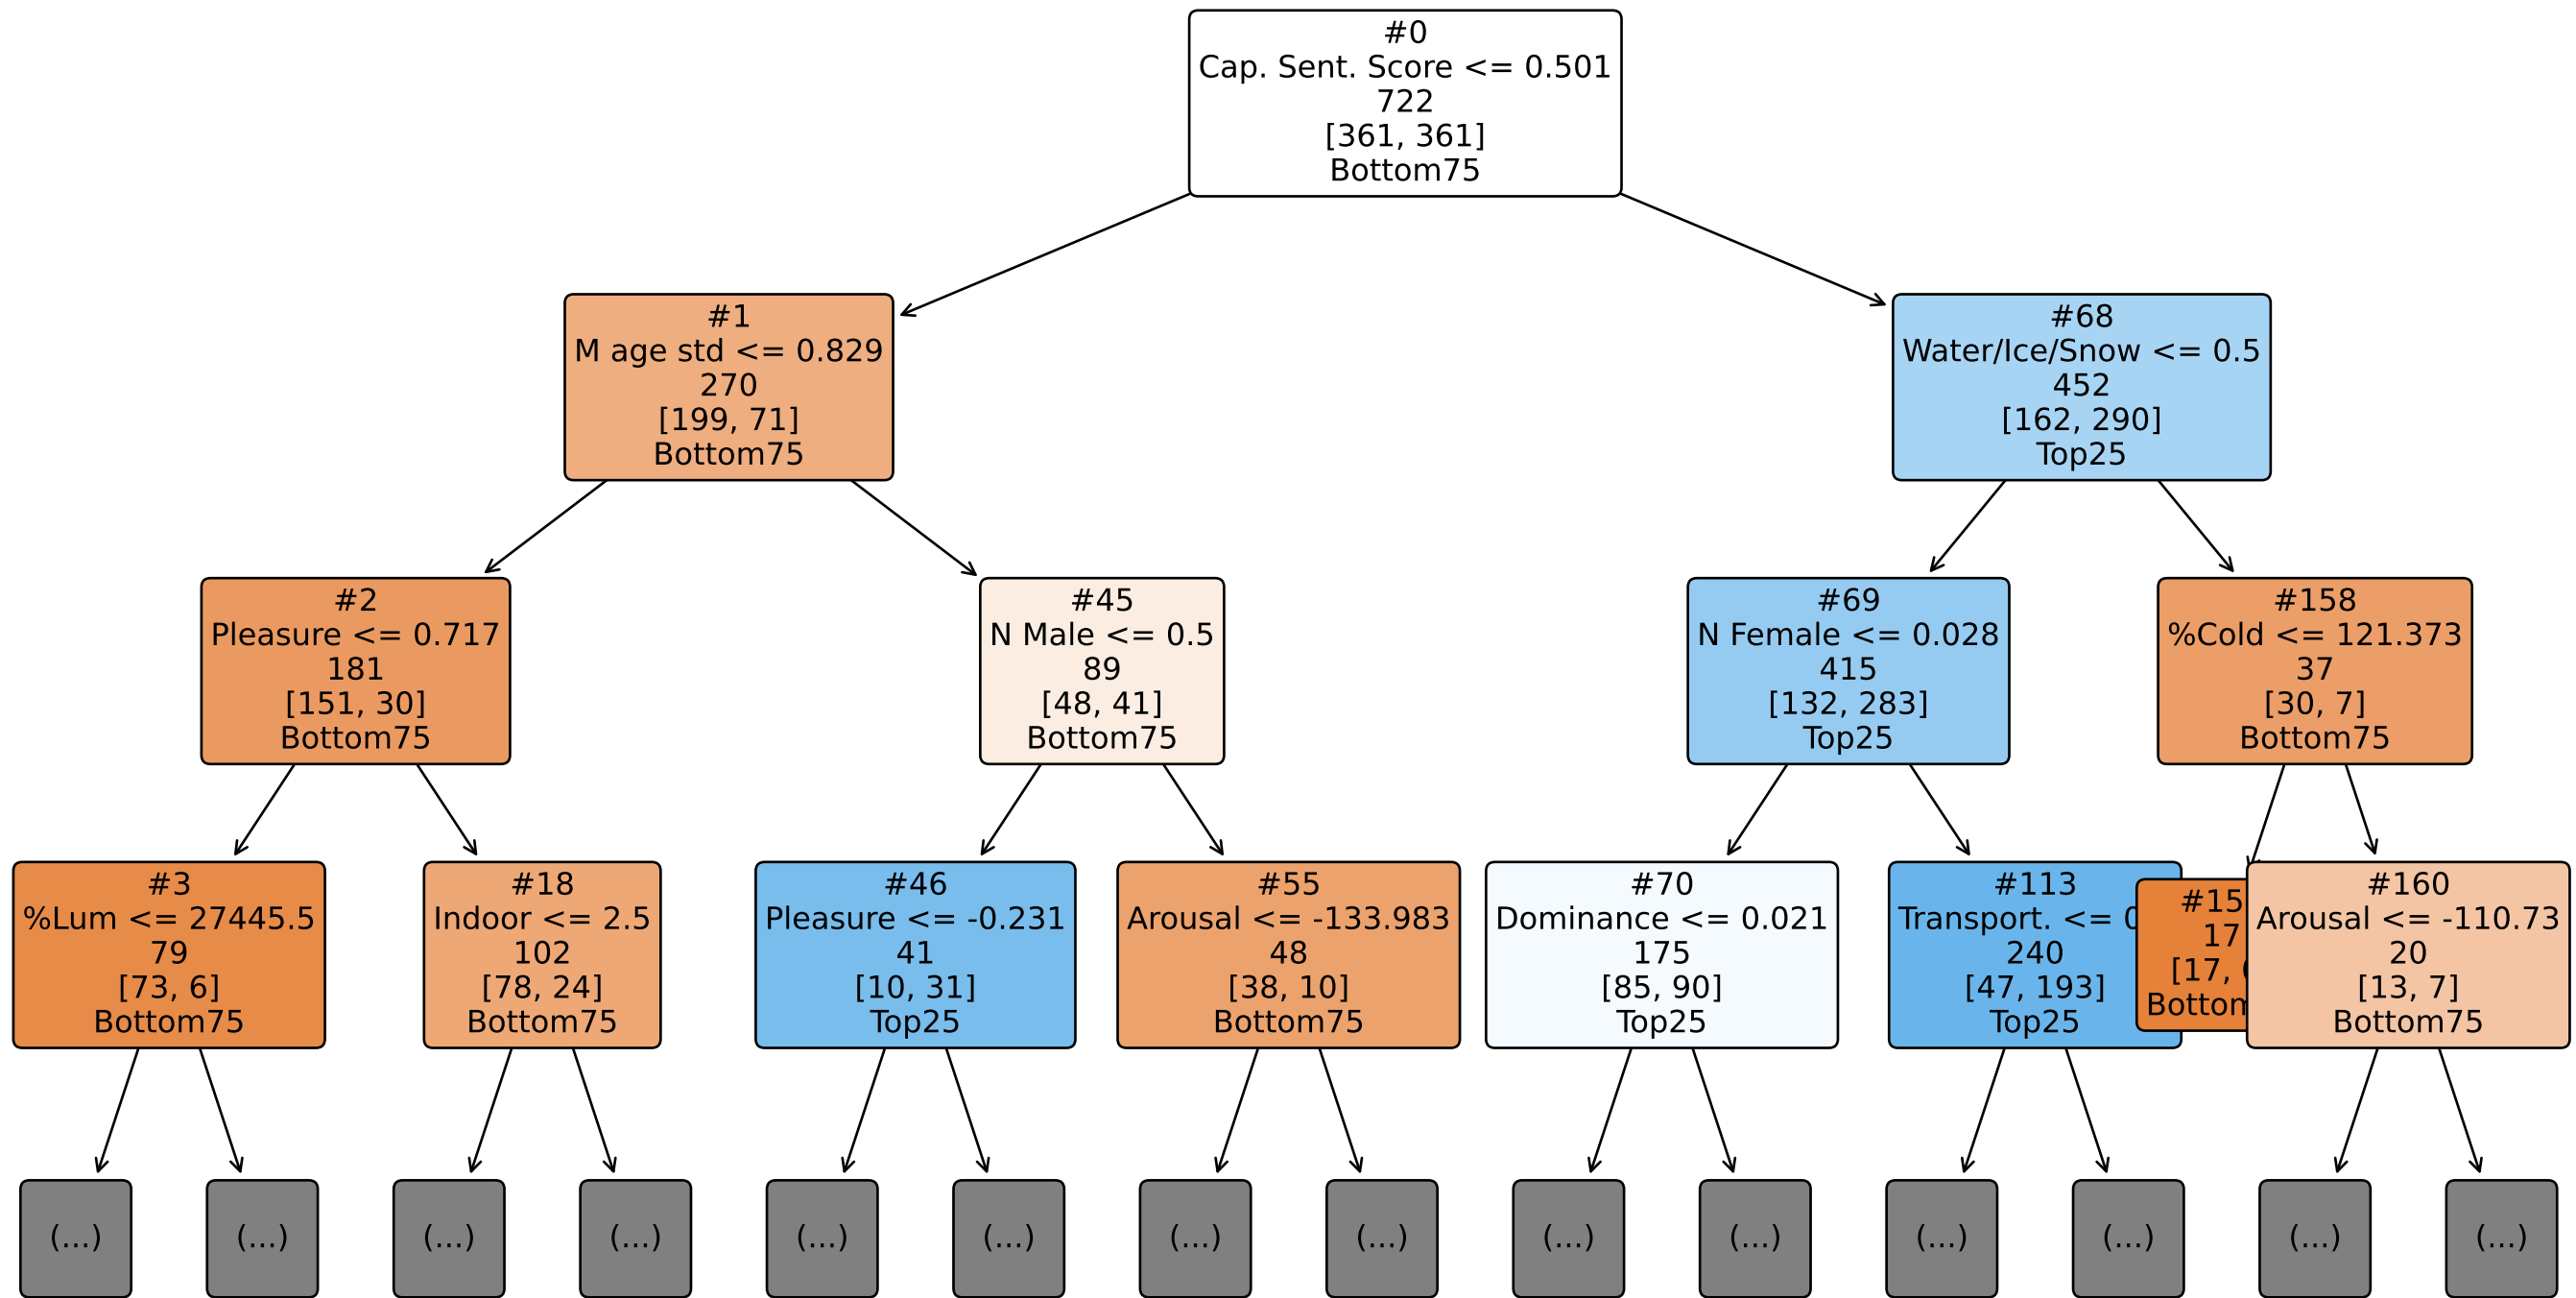 #0
Cap. Sent. Score <= 0.501
722
[361, 361]
Bottom75
#1
M age std <= 0.829
270
[199, 71]
Bottom75
#68
Water/Ice/Snow <= 0.5
452
[162, 290]
Top25
#2
Pleasure <= 0.717
181
[151, 30]
Bottom75
#45
N Male <= 0.5
89
[48, 41]
Bottom75
#69
N Female <= 0.028
415
[132, 283]
Top25
#158
%Cold <= 121.373
37
[30, 7]
Bottom75
#3
%Lum <= 27445.5
79
[73, 6]
Bottom75
#18
Indoor <= 2.5
102
[78, 24]
Bottom75
#46
Pleasure <= -0.231
41
[10, 31]
Top25
#55
Arousal <= -133.983
48
[38, 10]
Bottom75
#70
Dominance <= 0.021
175
[85, 90]
Top25
#113
Transport. <=
240
[47, 193]
Top25
#15
17
[17,
#160
Arousal <= -110.73
20
[13, 7]
Bottom75
(...)
(...)
(...)
(...)
(...)
(...)
(...)
(...)
(...)
(...)
(...)
(...)
(...)
(...)